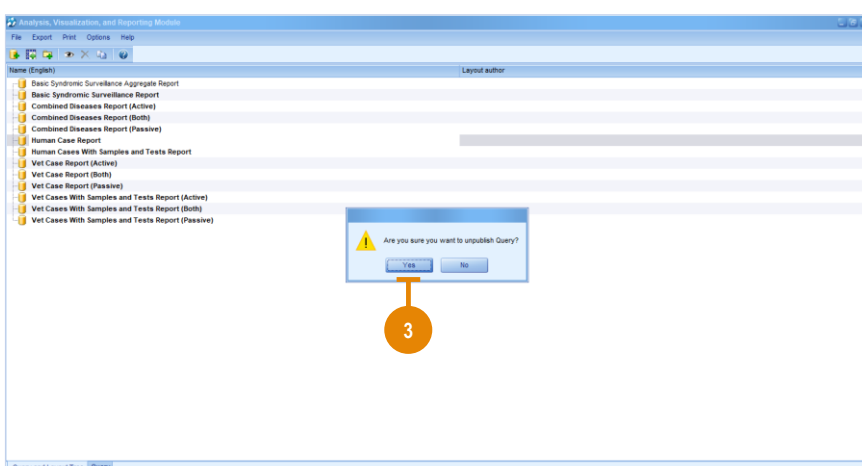 Analysis, Visualization, and Reporting Module
File Export Print Options Help
Name (English) Layout author
Basic Syndromic Surveillance Aggregate Report
Basic Syndromic Surveillance Report
Combined Diseases Report (Active)
Combined Diseases Report (Both)
Combined Diseases Report (Passive)
Human Case Report
Human Cases With Samples and Tests Report
Vet Case Report (Active)
Vet Case Report (Both)
Vet Case Report (Passive)
Vet Cases With Samples and Tests Report (Active)
Vet Cases With Samples and Tests Report (Both)
Vet Cases With Samples and Tests Report (Passive)
Are you sure you want to unpublish Query?
Yes No
3